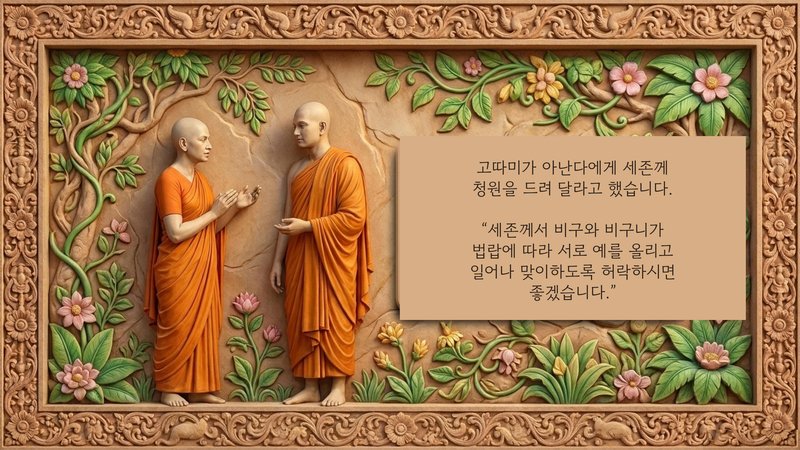 고따미가 아난다에게 세존께
청원을 드려 달라고 했습니다.
“세존께서 비구와 비구니가
법랍에 따라 서로 예를 올리고
일어나 맞이하도록 허락하시면
좋겠습니다.”